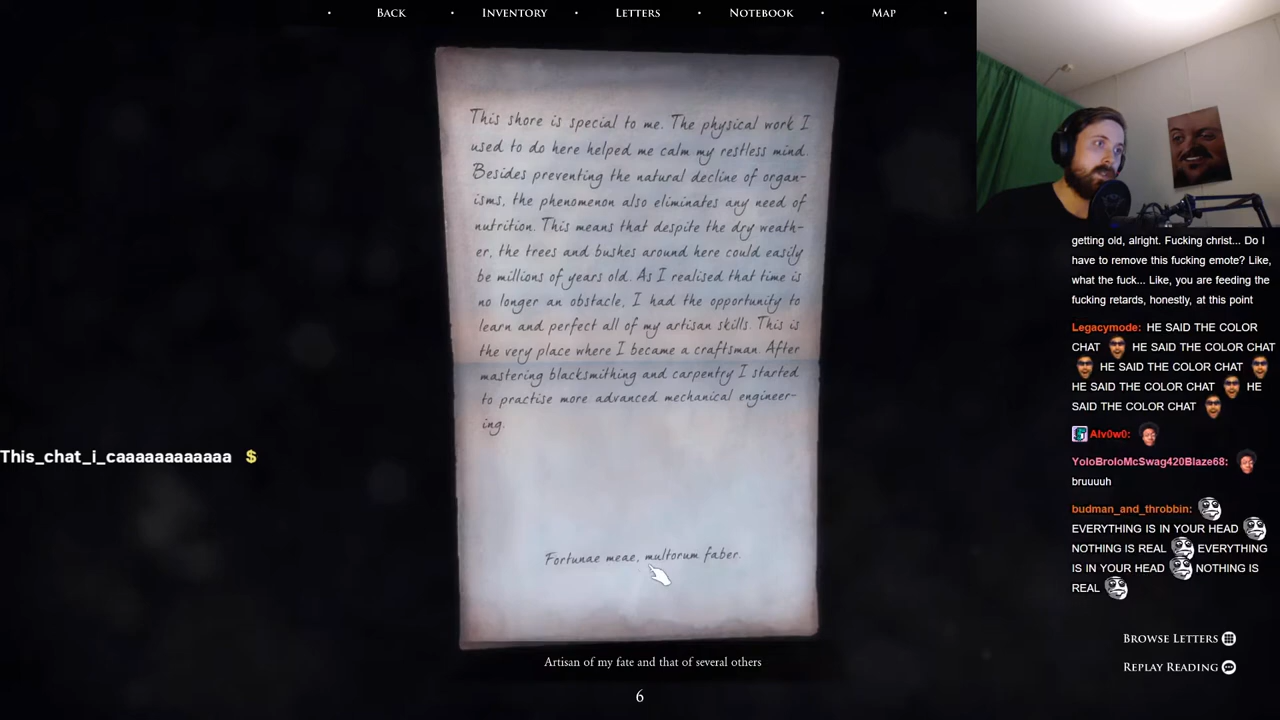 BACK
INVENTORY
LETTERS
NOTEBOOK
MAP
This shore is special to me. The physical work I
used to do here helped me calm my restless mind.
Besides preventing the natural decline of organ-
isms, the phenomenon also eliminates any need of
nutrition. This means that despite the dry weath-
er, the trees and bushes around here could easily
be millions of years old. As I realised that time is
no longer an obstacle, I had the opportunity to
learn and perfect all of my artisan skills. This is
the very place where I became a craftsman. After
mastering blacksmithing and carpentry I started
to practise more advanced mechanical engineer-
ing.
Fortunae meae, multorum faber.
Artisan of my fate and that of several others
6
BROWSE LETTERS
REPLAY READING
This_chat_i_caaaaaaaaaaaa $
getting old, alright. Fucking christ... Do I
have to remove this fucking emote? Like,
what the fuck... Like, you are feeding the
fucking retards, honestly, at this point
Legacymode: HE SAID THE COLOR
CHAT HE SAID THE COLOR CHAT
HE SAID THE COLOR CHAT
HE SAID THE COLOR CHAT HE
SAID THE COLOR CHAT
Alv0w0:
YoloBroloMcSwag420Blaze68:
bruuuuh
budman_and_throbbin:
EVERYTHING IS IN YOUR HEAD
NOTHING IS REAL EVERYTHING
IS IN YOUR HEAD NOTHING IS
REAL